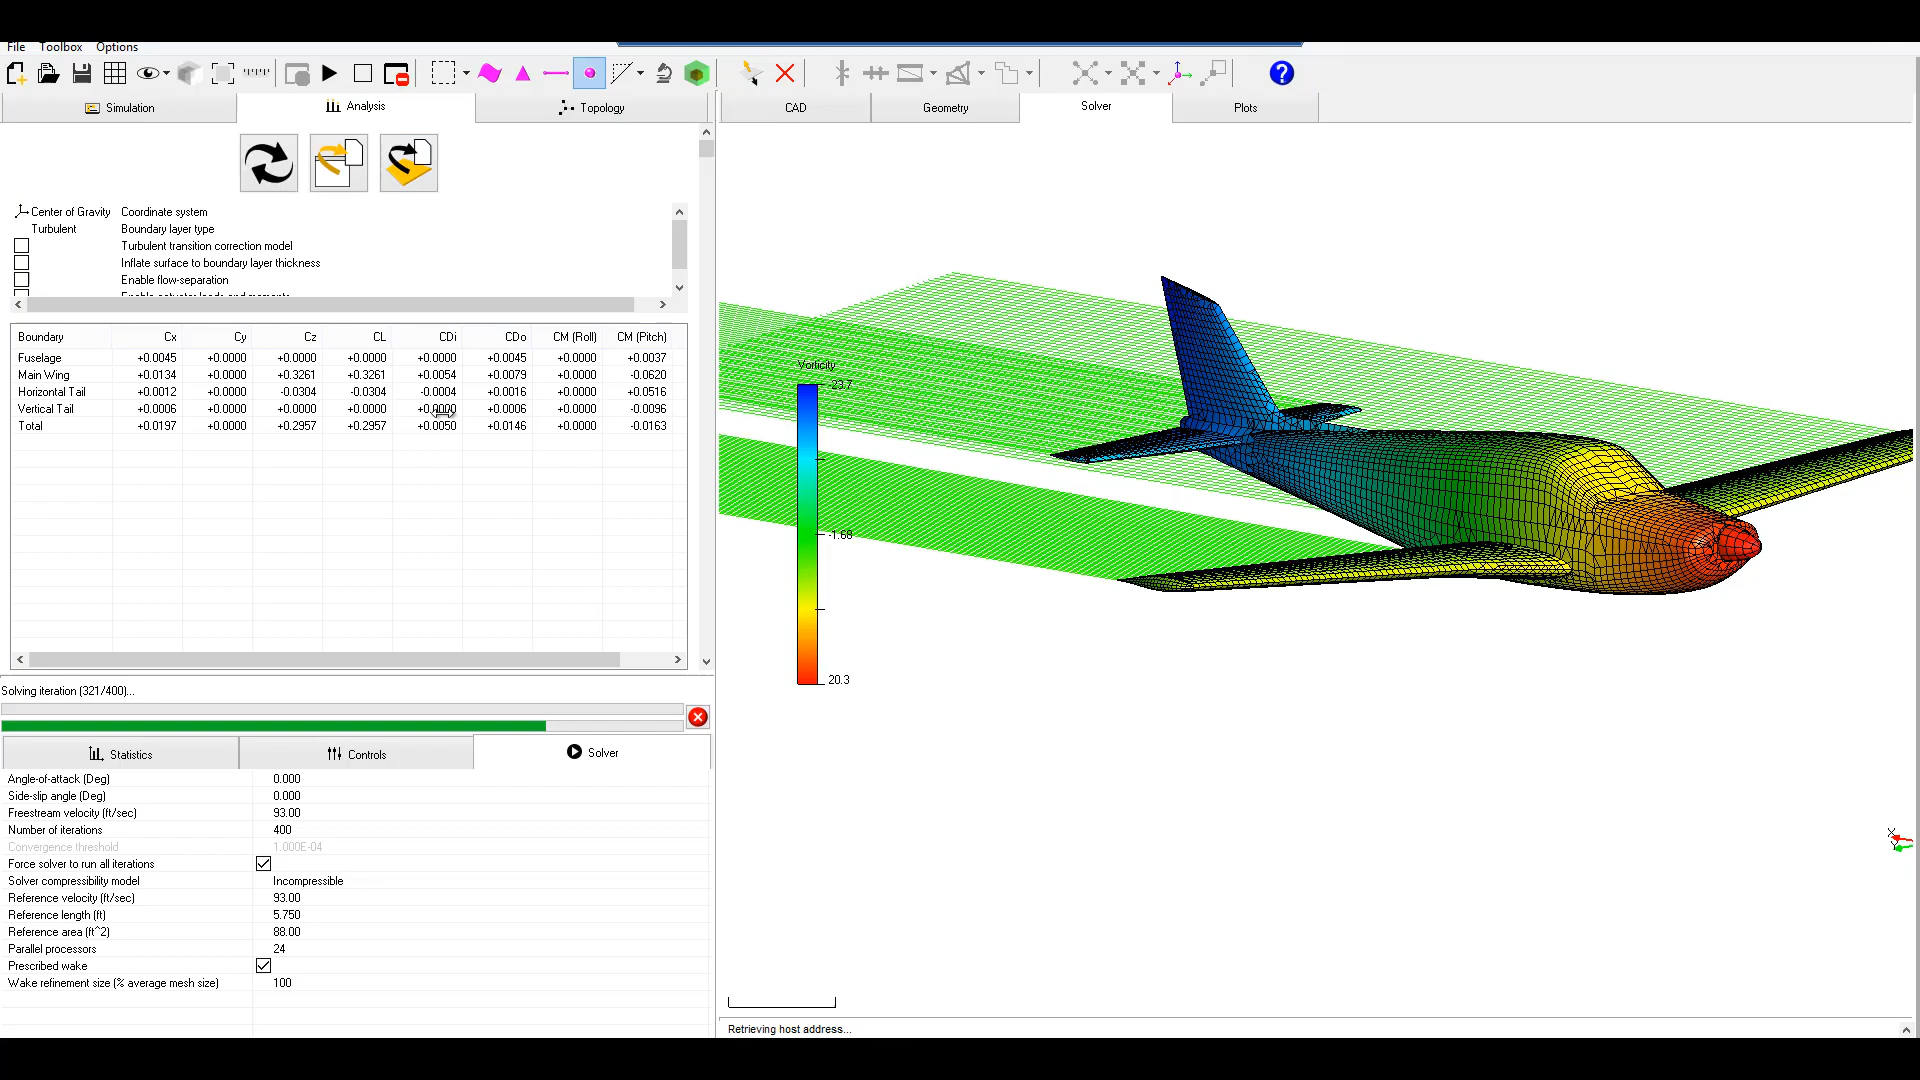 File Toolbox Options
Simulation Analysis Topology
CAD Geometry Solver Plots
Center of Gravity Coordinate system
Turbulent Boundary layer type
Turbulent transition correction model
Inflate surface to boundary layer thickness
Enable flow-separation
Boundary Cx Cy Cz CL CDi CDo CM (Roll) CM (Pitch)
Fuselage +0.0045 +0.0000 +0.0000 +0.0000 +0.0000 +0.0045 +0.0000 +0.0037
Main Wing +0.0134 +0.0000 +0.3261 +0.3261 +0.0054 +0.0079 +0.0000 -0.0620
Horizontal Tail +0.0012 +0.0000 -0.0304 -0.0304 -0.0004 +0.0016 +0.0000 +0.0516
Vertical Tail +0.0006 +0.0000 +0.0000 +0.0000 +0.0006 +0.0000 -0.0096
Total +0.0197 +0.0000 +0.2957 +0.2957 +0.0050 +0.0146 +0.0000 -0.0163
Solving iteration (321/400)...
Statistics Controls Solver
Angle-of-attack (Deg) 0.000
Side-slip angle (Deg) 0.000
Freestream velocity (ft/sec) 93.00
Number of iterations 400
Convergence threshold 1.000E-04
Force solver to run all iterations
Solver compressibility model Incompressible
Reference velocity (ft/sec) 93.00
Reference length (ft) 5.750
Reference area (ft^2) 88.00
Parallel processors 24
Prescribed wake
Wake refinement size (% average mesh size) 100
Vorticity
-23.7
-1.68
20.3
X
Y
Retrieving host address...